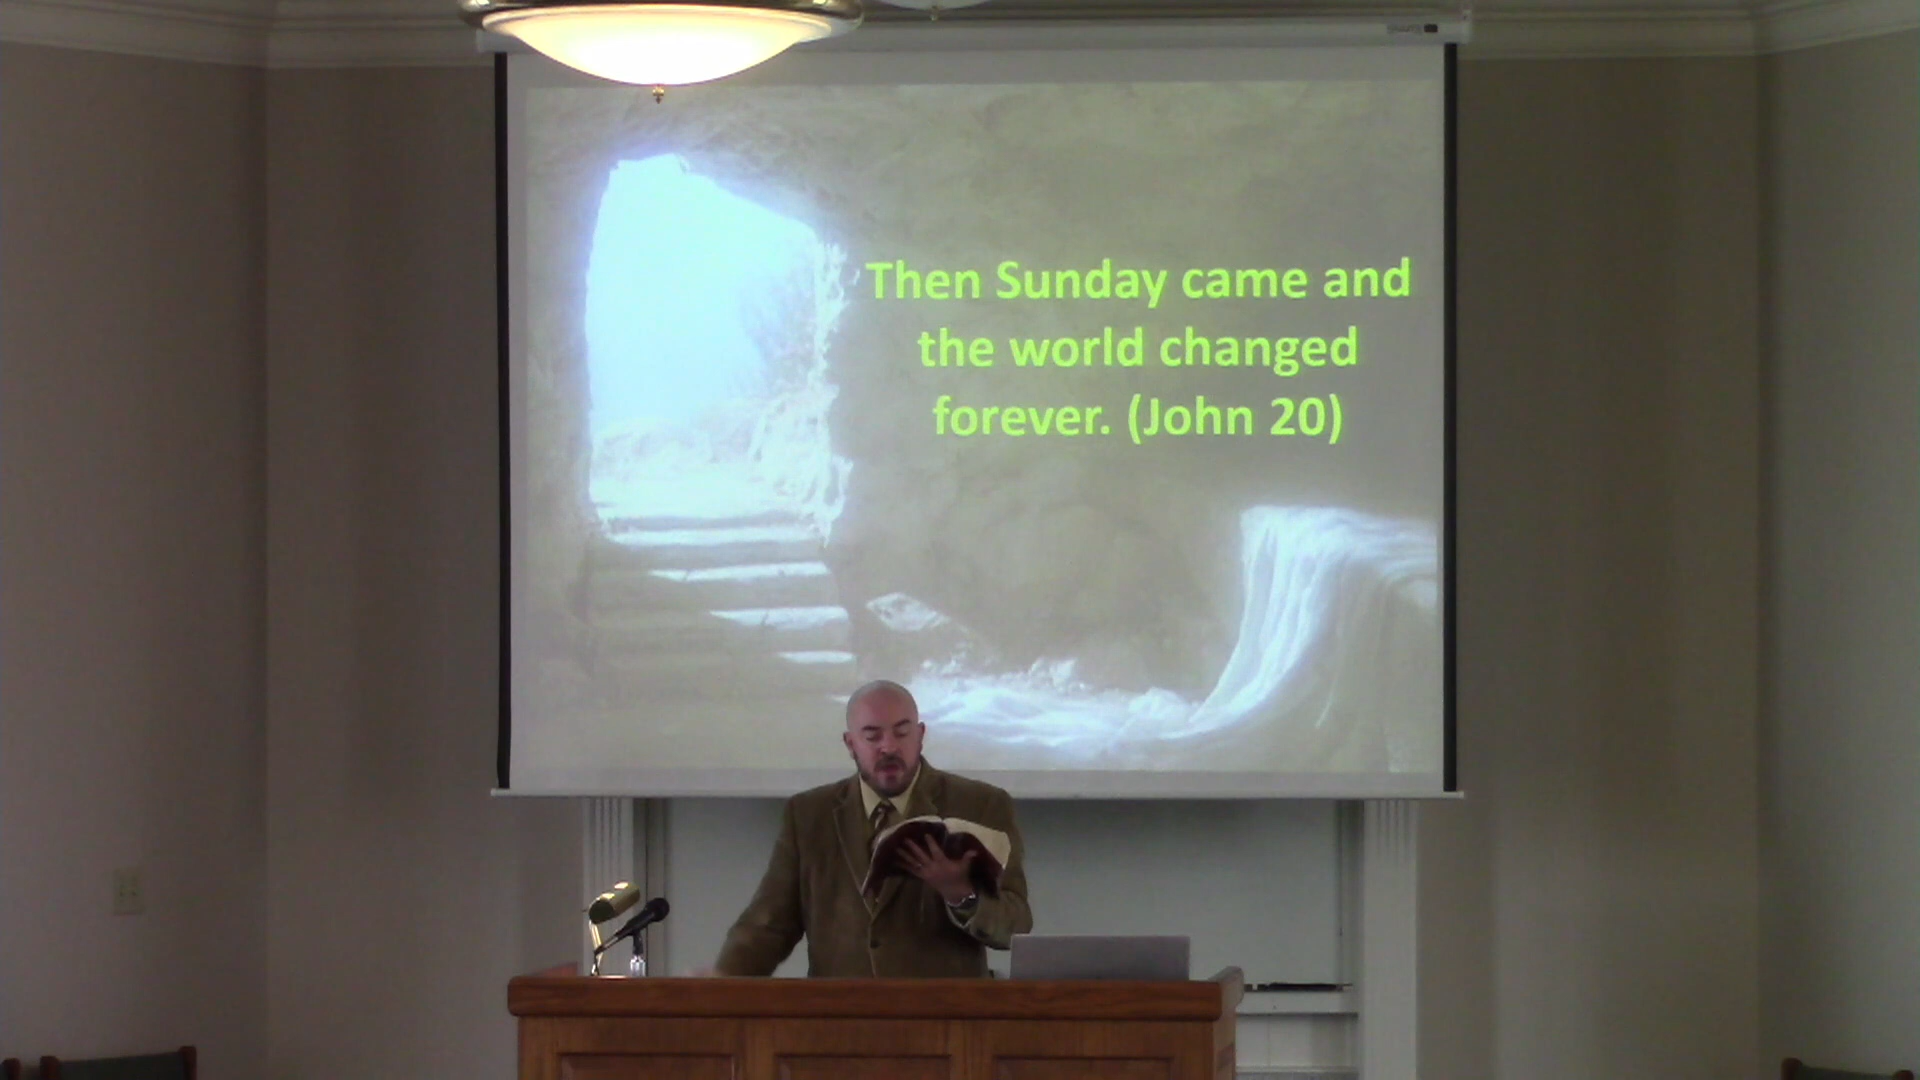 Then Sunday came and
the world changed
forever. (John 20)